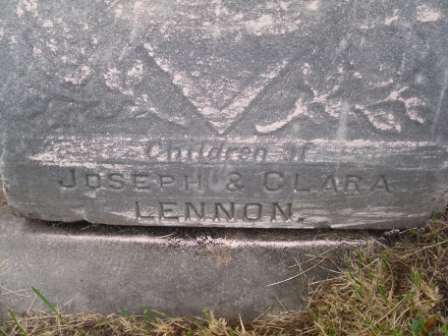 Children of
JOSEPH & CLARA
LENNON.